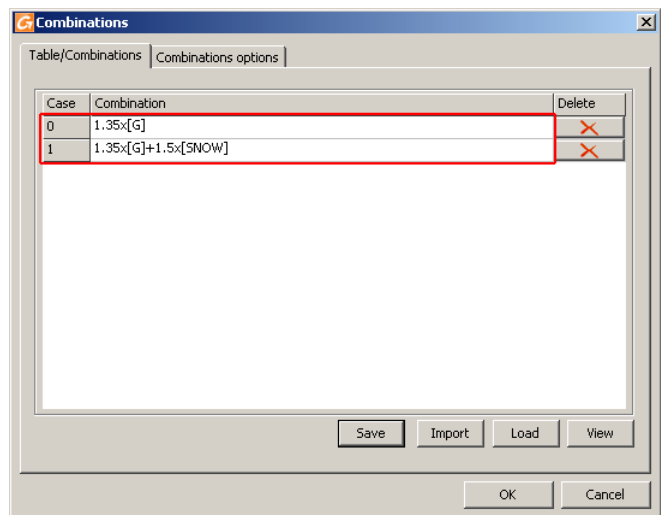 Combinations
Table/Combinations Combinations options
Case Combination Delete
0 1.35x[G]
1 1.35x[G]+1.5x[SNOW]
Save Import Load View
OK Cancel